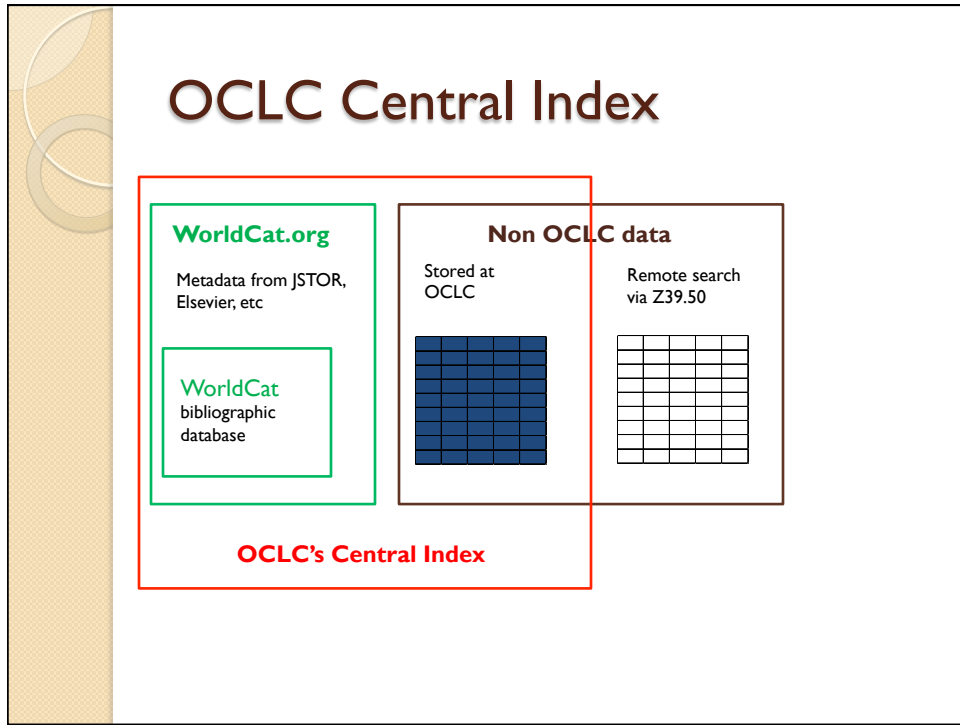 OCLC Central Index
WorldCat.org
Metadata from JSTOR,
Elsevier, etc
WorldCat
bibliographic
database
Non OCLC data
Stored at
OCLC
Remote search
via Z39.50
OCLC’s Central Index